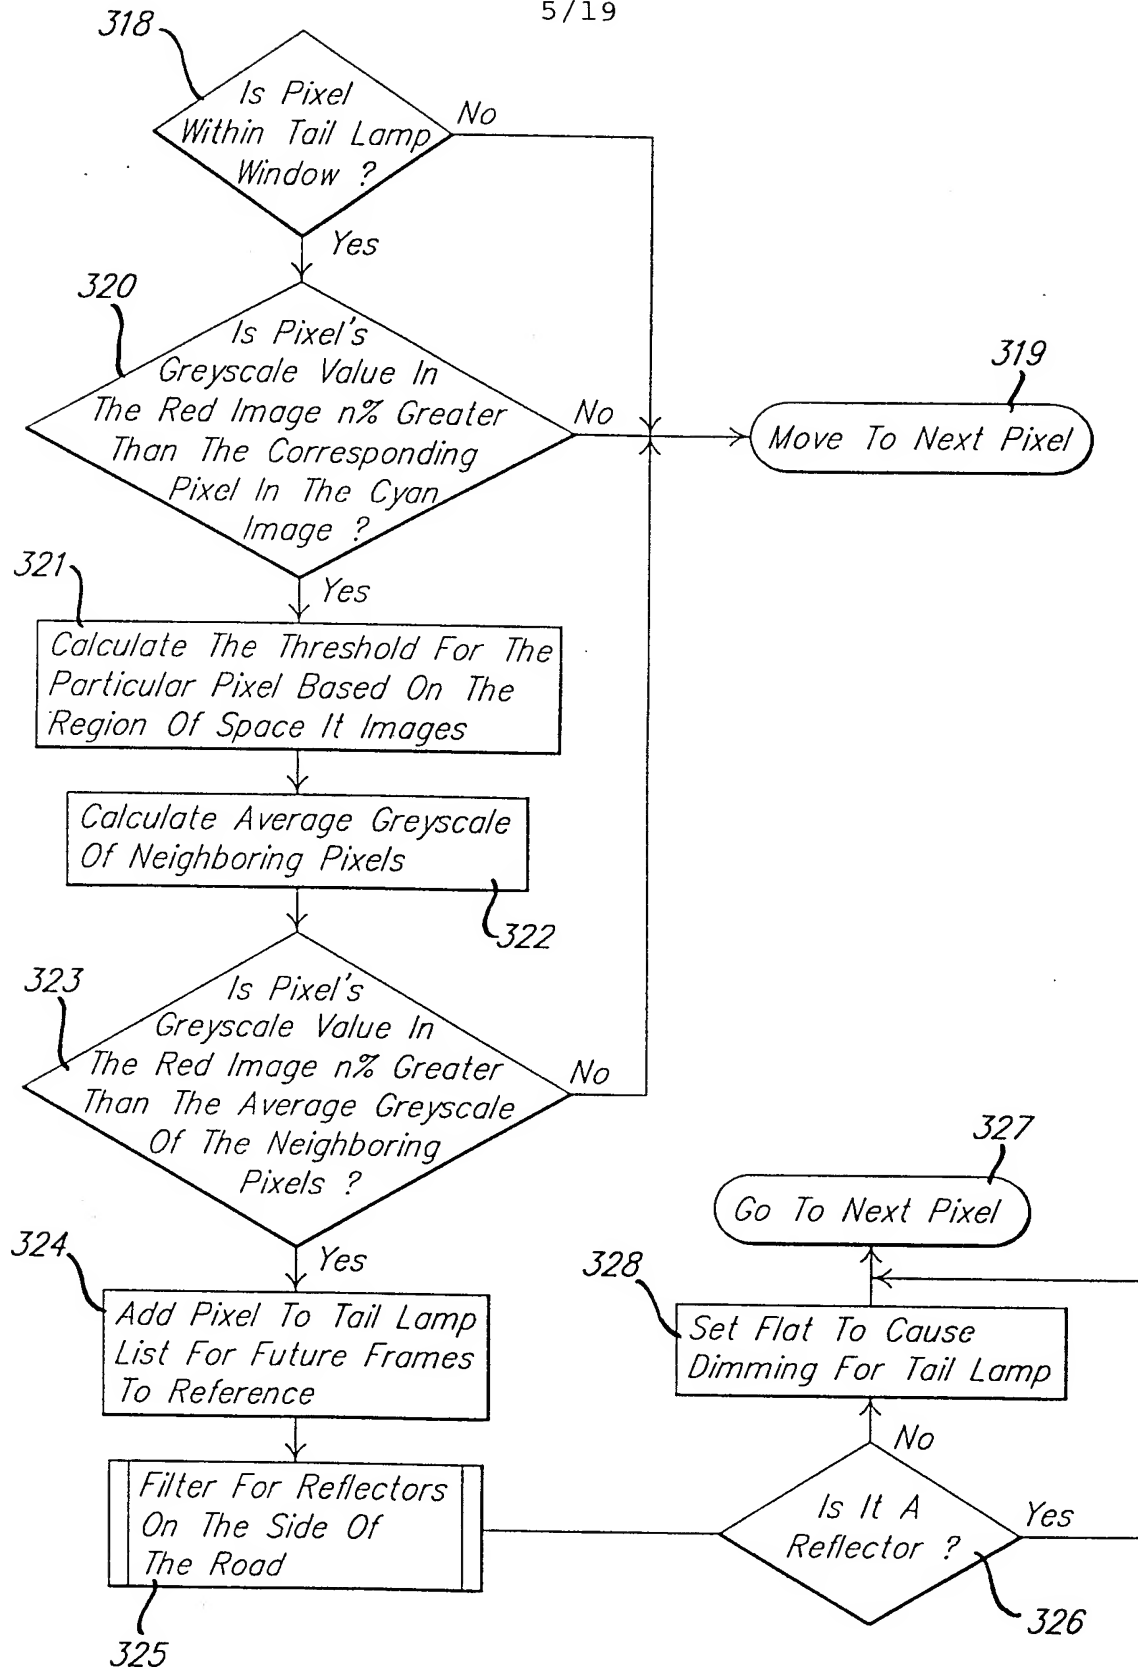 5/19
318
Is Pixel
Within Tail Lamp
Window ?
No
Yes
320
Is Pixel's
Greyscale Value In
The Red Image n% Greater
Than The Corresponding
Pixel In The Cyan
Image ?
No
319
Move To Next Pixel
Yes
321
Calculate The Threshold For The
Particular Pixel Based On The
Region Of Space It Images
Calculate Average Greyscale
Of Neighboring Pixels
322
323
Is Pixel's
Greyscale Value In
The Red Image n% Greater
Than The Average Greyscale
Of The Neighboring
Pixels ?
No
Yes
324
Add Pixel To Tail Lamp
List For Future Frames
To Reference
Filter For Reflectors
On The Side Of
The Road
325
327
Go To Next Pixel
328
Set Flat To Cause
Dimming For Tail Lamp
No
Is It A
Reflector ?
Yes
326